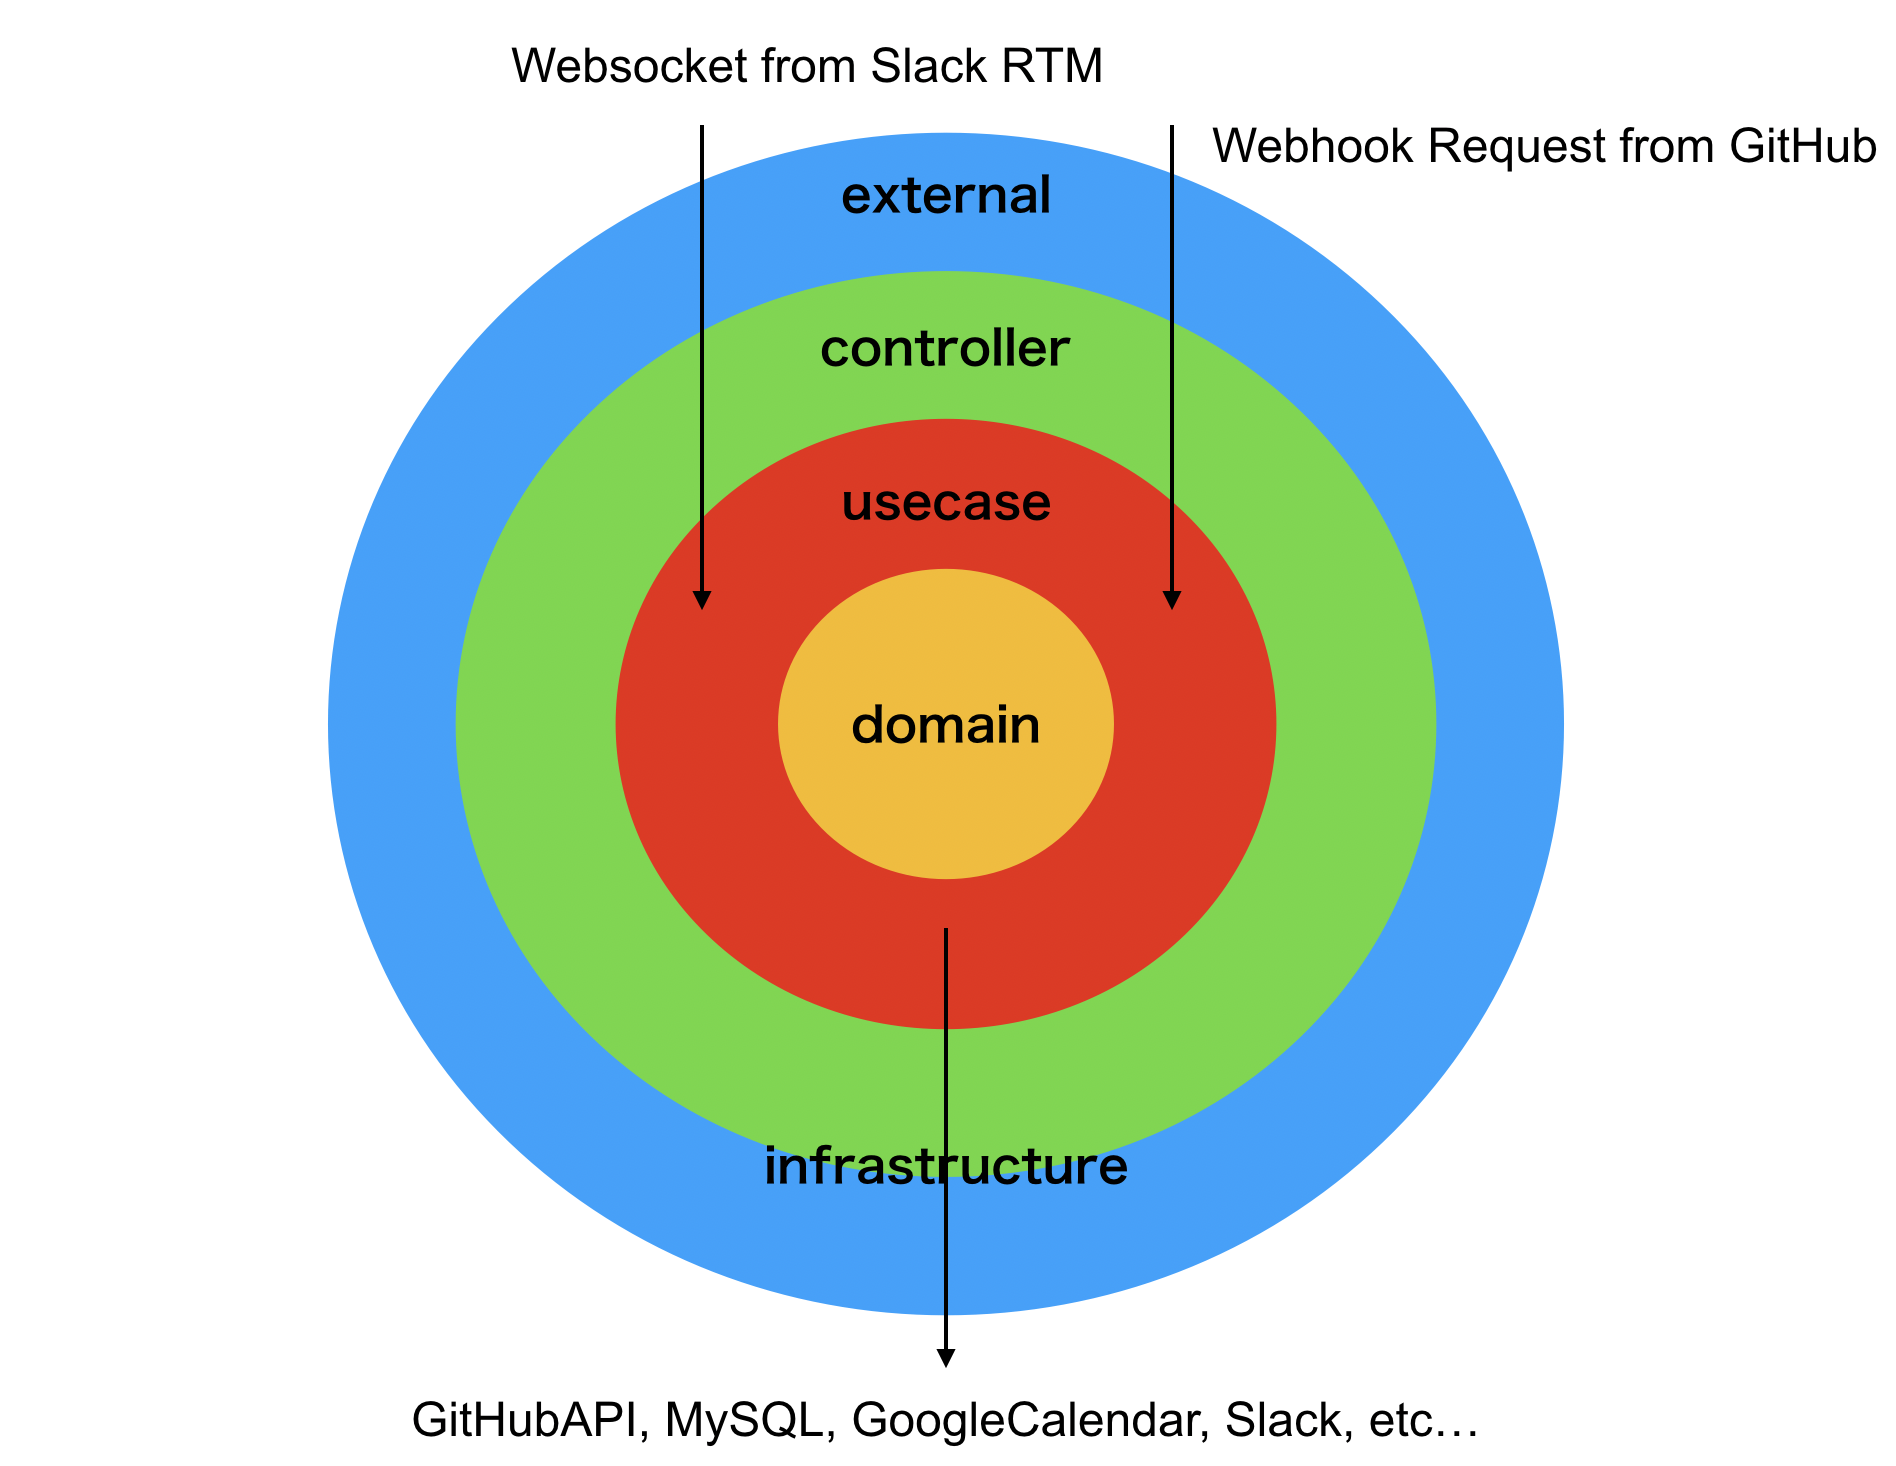 Websocket from Slack RTM
Webhook Request from GitHub
external
controller
usecase
domain
infrastructure
GitHubAPI, MySQL, GoogleCalendar, Slack, etc…